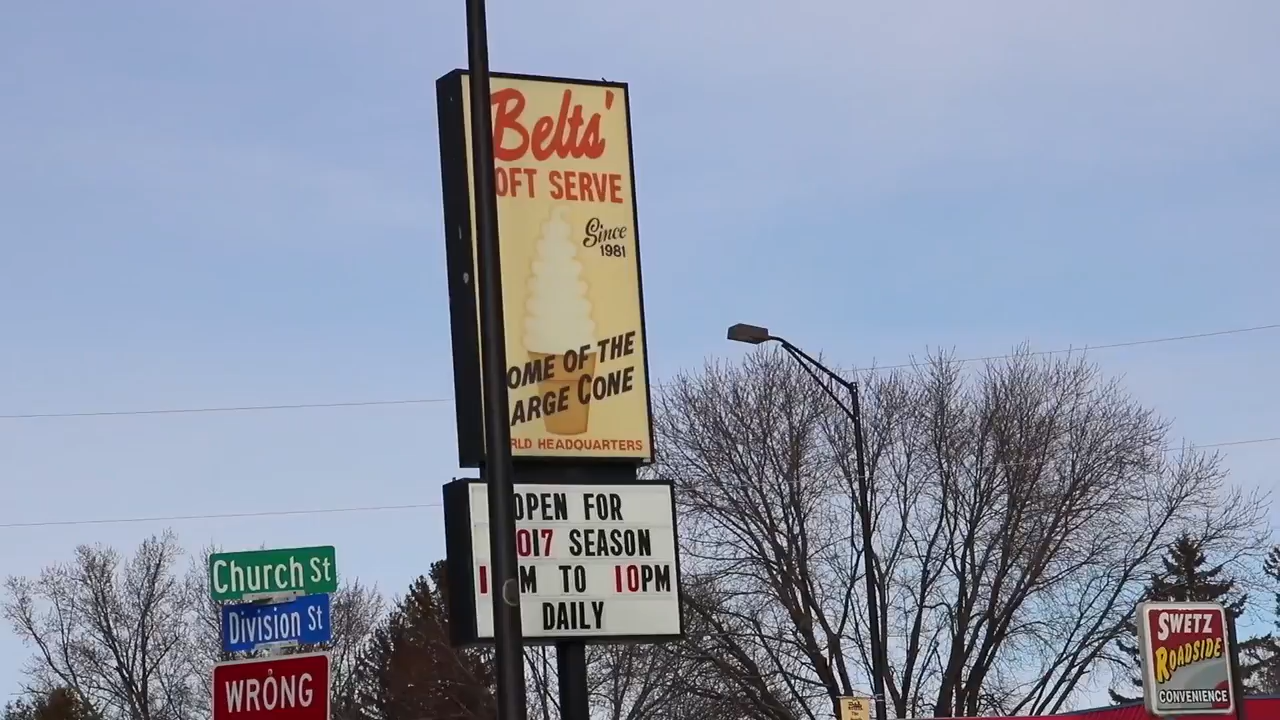 Belts'
OFT SERVE
Since
1981
OME OF THE
ARGE CONE
RLD HEADQUARTERS
OPEN FOR
017 SEASON
1 M TO 10PM
DAILY
Church St
Division St
WRONG
SWETZ
ROADSIDE
CONVENIENCE